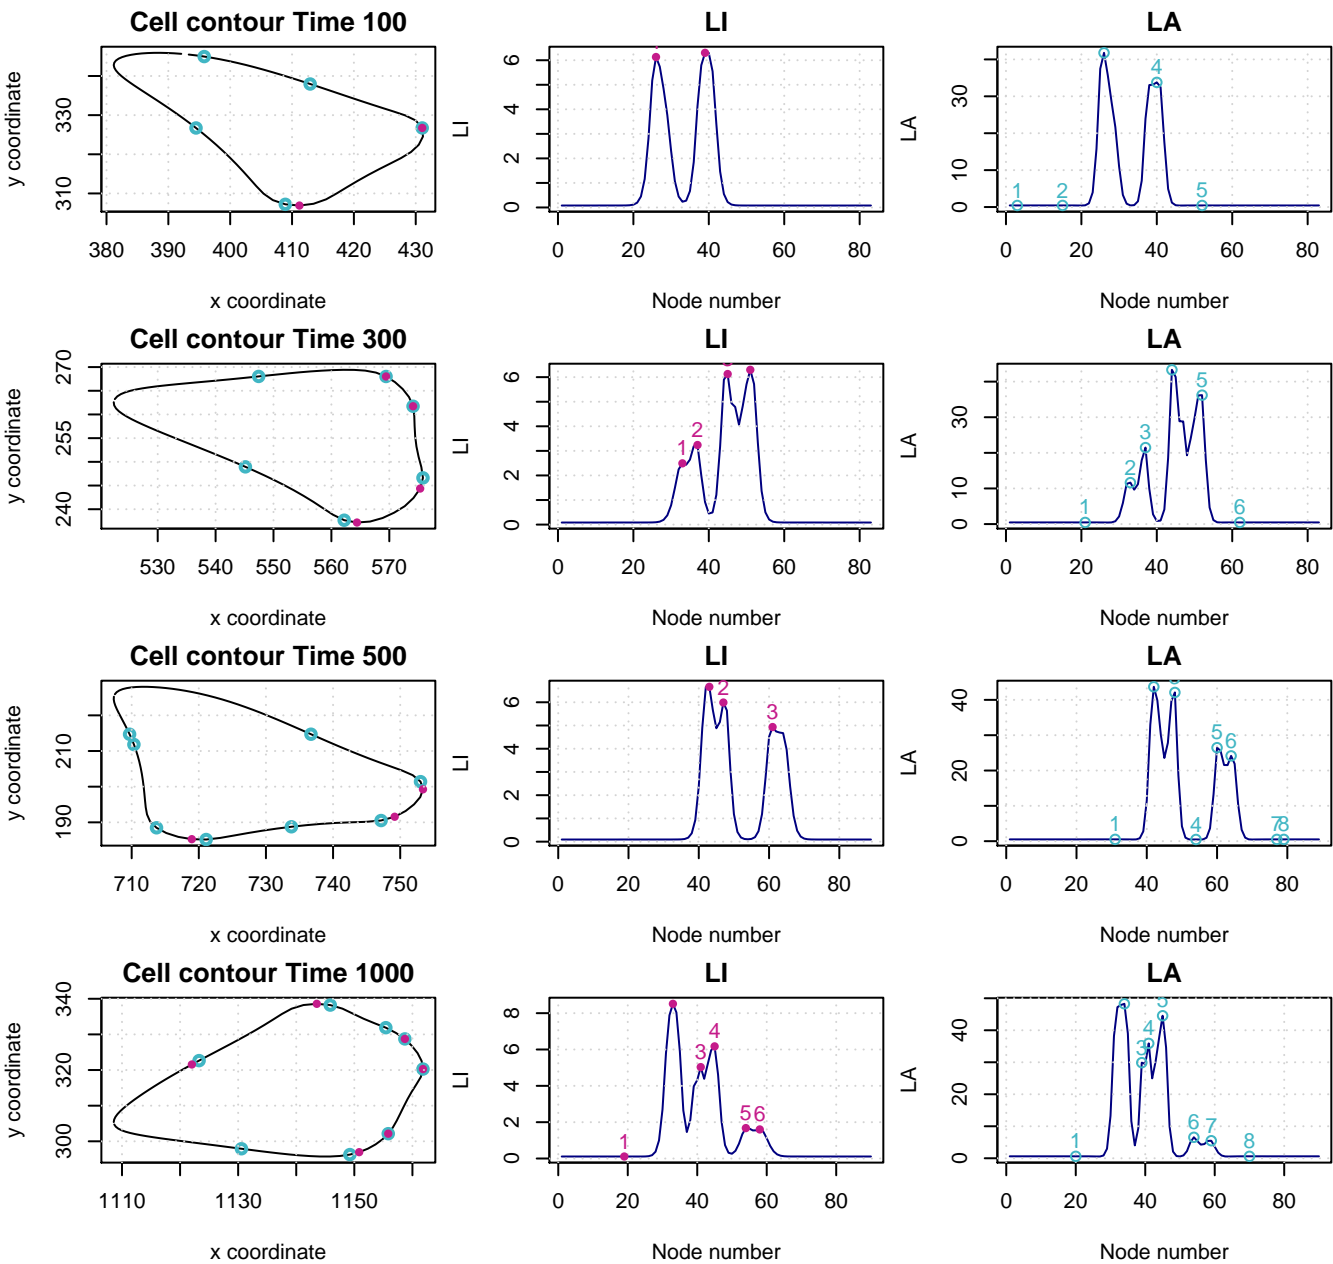 Cell contour Time 100
LI
LA
y coordinate
330
310
380 390 400 410 420 430
x coordinate
LI
6
4
2
0
0 20 40 60 80
Node number
LA
30
10
0
1 2 4 5
0 20 40 60 80
Node number
Cell contour Time 300
LI
LA
y coordinate
270
255
240
530 540 550 560 570
x coordinate
LI
6
4
2
0
1 2
0 20 40 60 80
Node number
LA
30
10
0
1 2 3 5 6
0 20 40 60 80
Node number
Cell contour Time 500
LI
LA
y coordinate
210
190
710 720 730 740 750
x coordinate
LI
6
4
2
0
2 3
0 20 40 60 80
Node number
LA
40
20
0
1 4 5 6 7 8
0 20 40 60 80
Node number
Cell contour Time 1000
LI
LA
y coordinate
340
320
300
1110 1130 1150
x coordinate
LI
8
6
4
2
0
1 3 4 5 6
0 20 40 60 80
Node number
LA
40
20
0
1 3 4 5 6 7 8
0 20 40 60 80
Node number